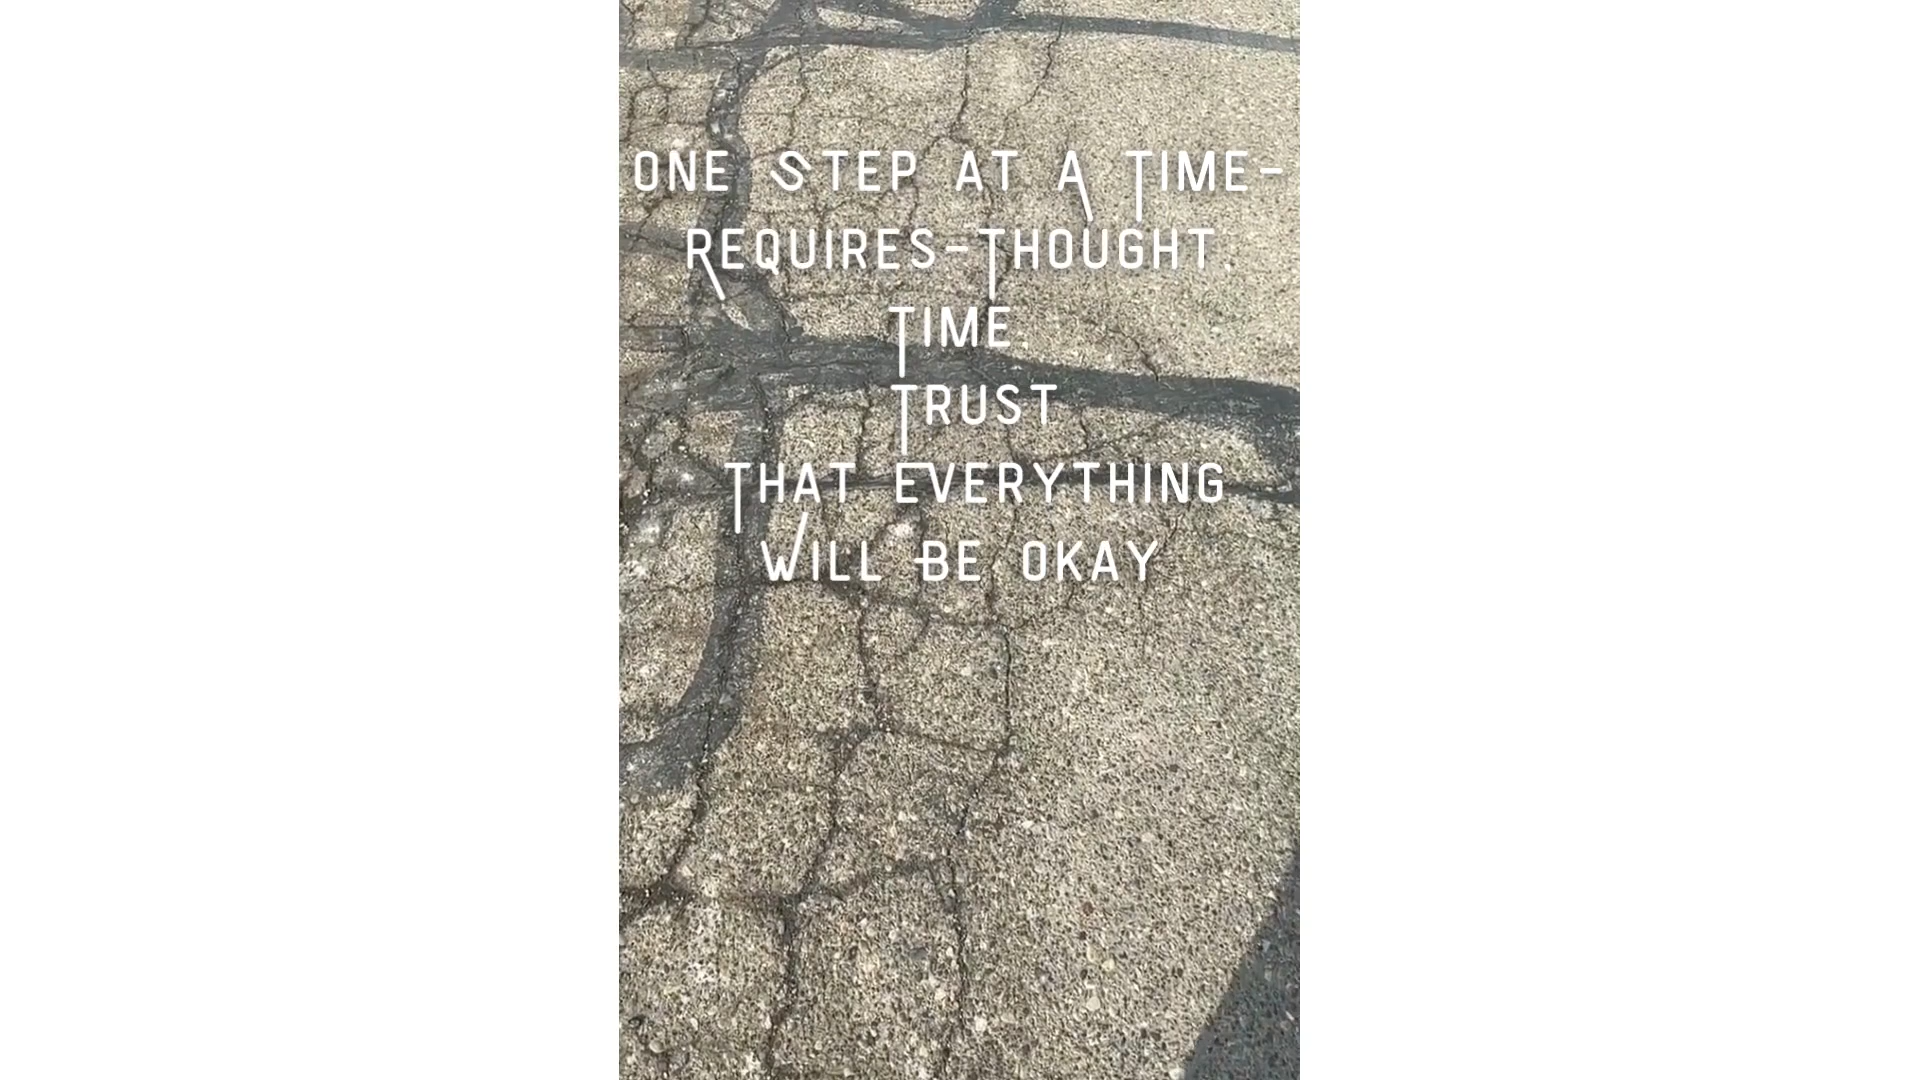 ONE STEP AT A TIME-
REQUIRES-THOUGHT.
TIME.
TRUST
THAT EVERYTHING
WILL BE OKAY